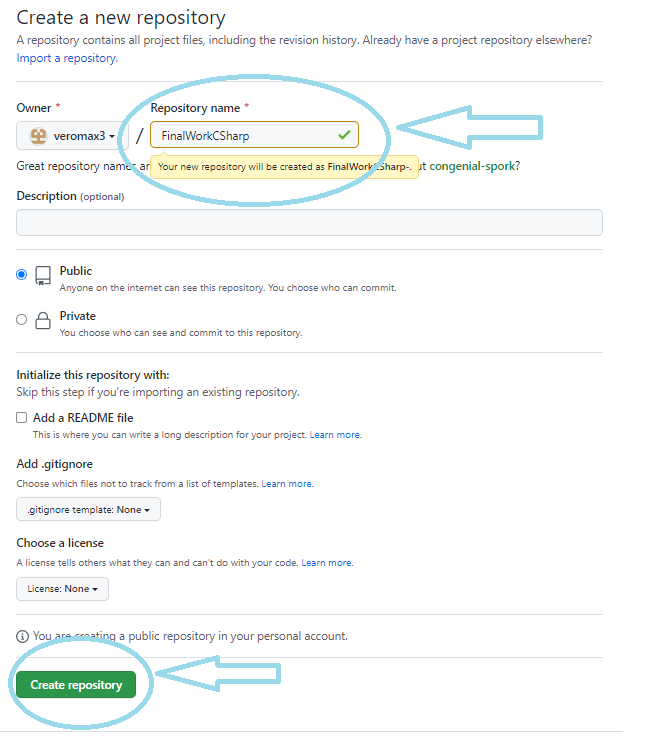 Create a new repository
A repository contains all project files, including the revision history. Already have a project repository elsewhere?
Import a repository.
Owner *
Repository name *
veromax3 / FinalWorkCSharp
Great repository names
Your new repository will be created as FinalWorkCSharp-.
congenial-spork?
Description (optional)
Public
Anyone on the internet can see this repository. You choose who can commit.
Private
You choose who can see and commit to this repository.
Initialize this repository with:
Skip this step if you're importing an existing repository.
Add a README file
This is where you can write a long description for your project. Learn more.
Add .gitignore
Choose which files not to track from a list of templates. Learn more.
.gitignore template: None
Choose a license
A license tells others what they can and can't do with your code. Learn more.
License: None
You are creating a public repository in your personal account.
Create repository